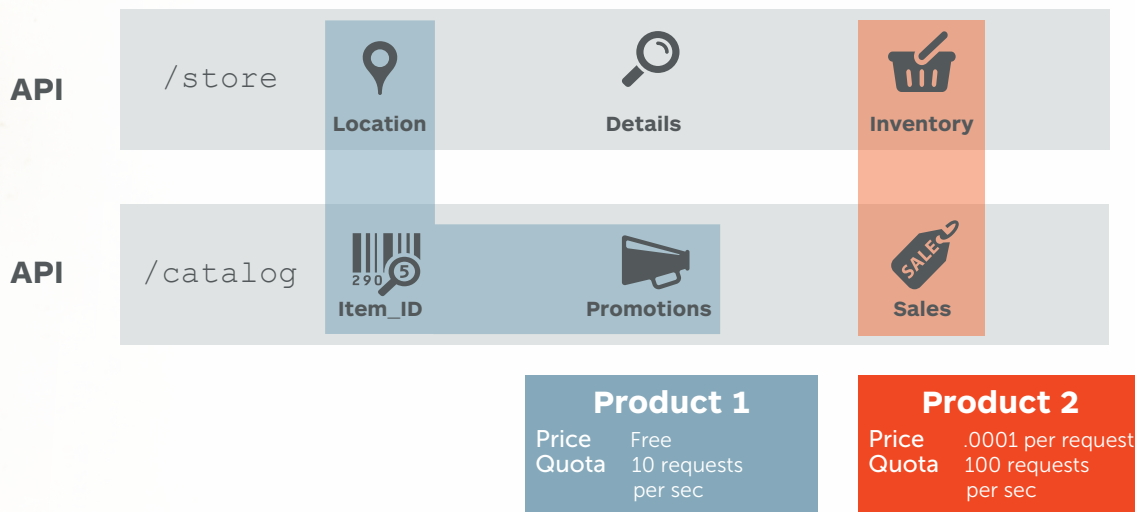 API
/store
Location
Details
Inventory
API
/catalog
290
5
SALE
Item_ID
Promotions
Sales
Product 1
Price Free
Quota 10 requests
per sec
Product 2
Price .0001 per request
Quota 100 requests
per sec